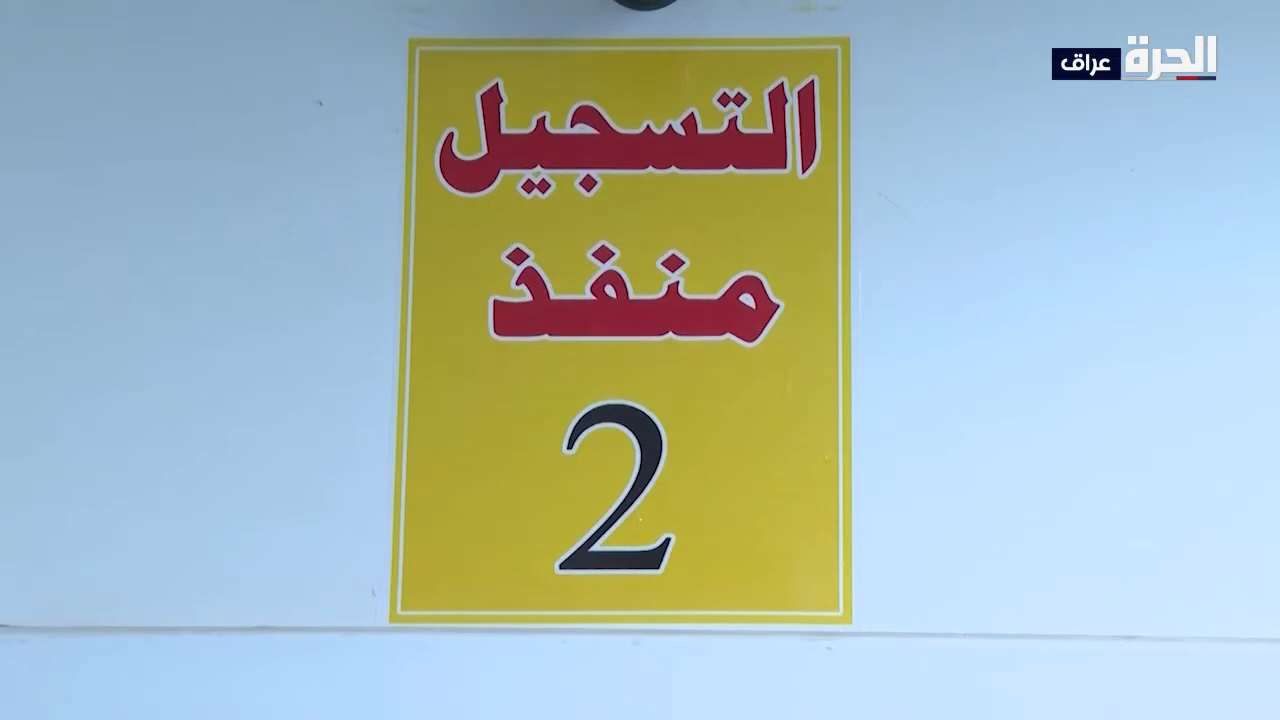 الحرة
عراق
التسجيل
منفذ
2